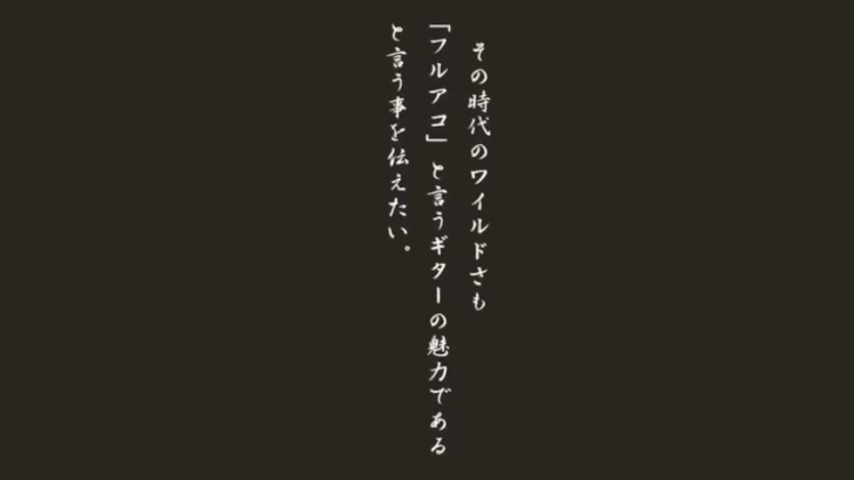 その時代のワイルドさも
「フルアコ」と言うギターの魅力である
と言う事を伝えたい。